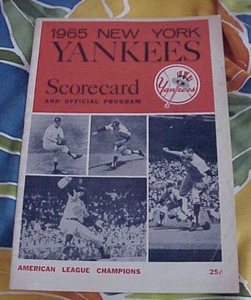 1965 NEW YORK
YANKEES
Scorecard
AND OFFICIAL PROGRAM
Yankees
AMERICAN LEAGUE CHAMPIONS
25¢